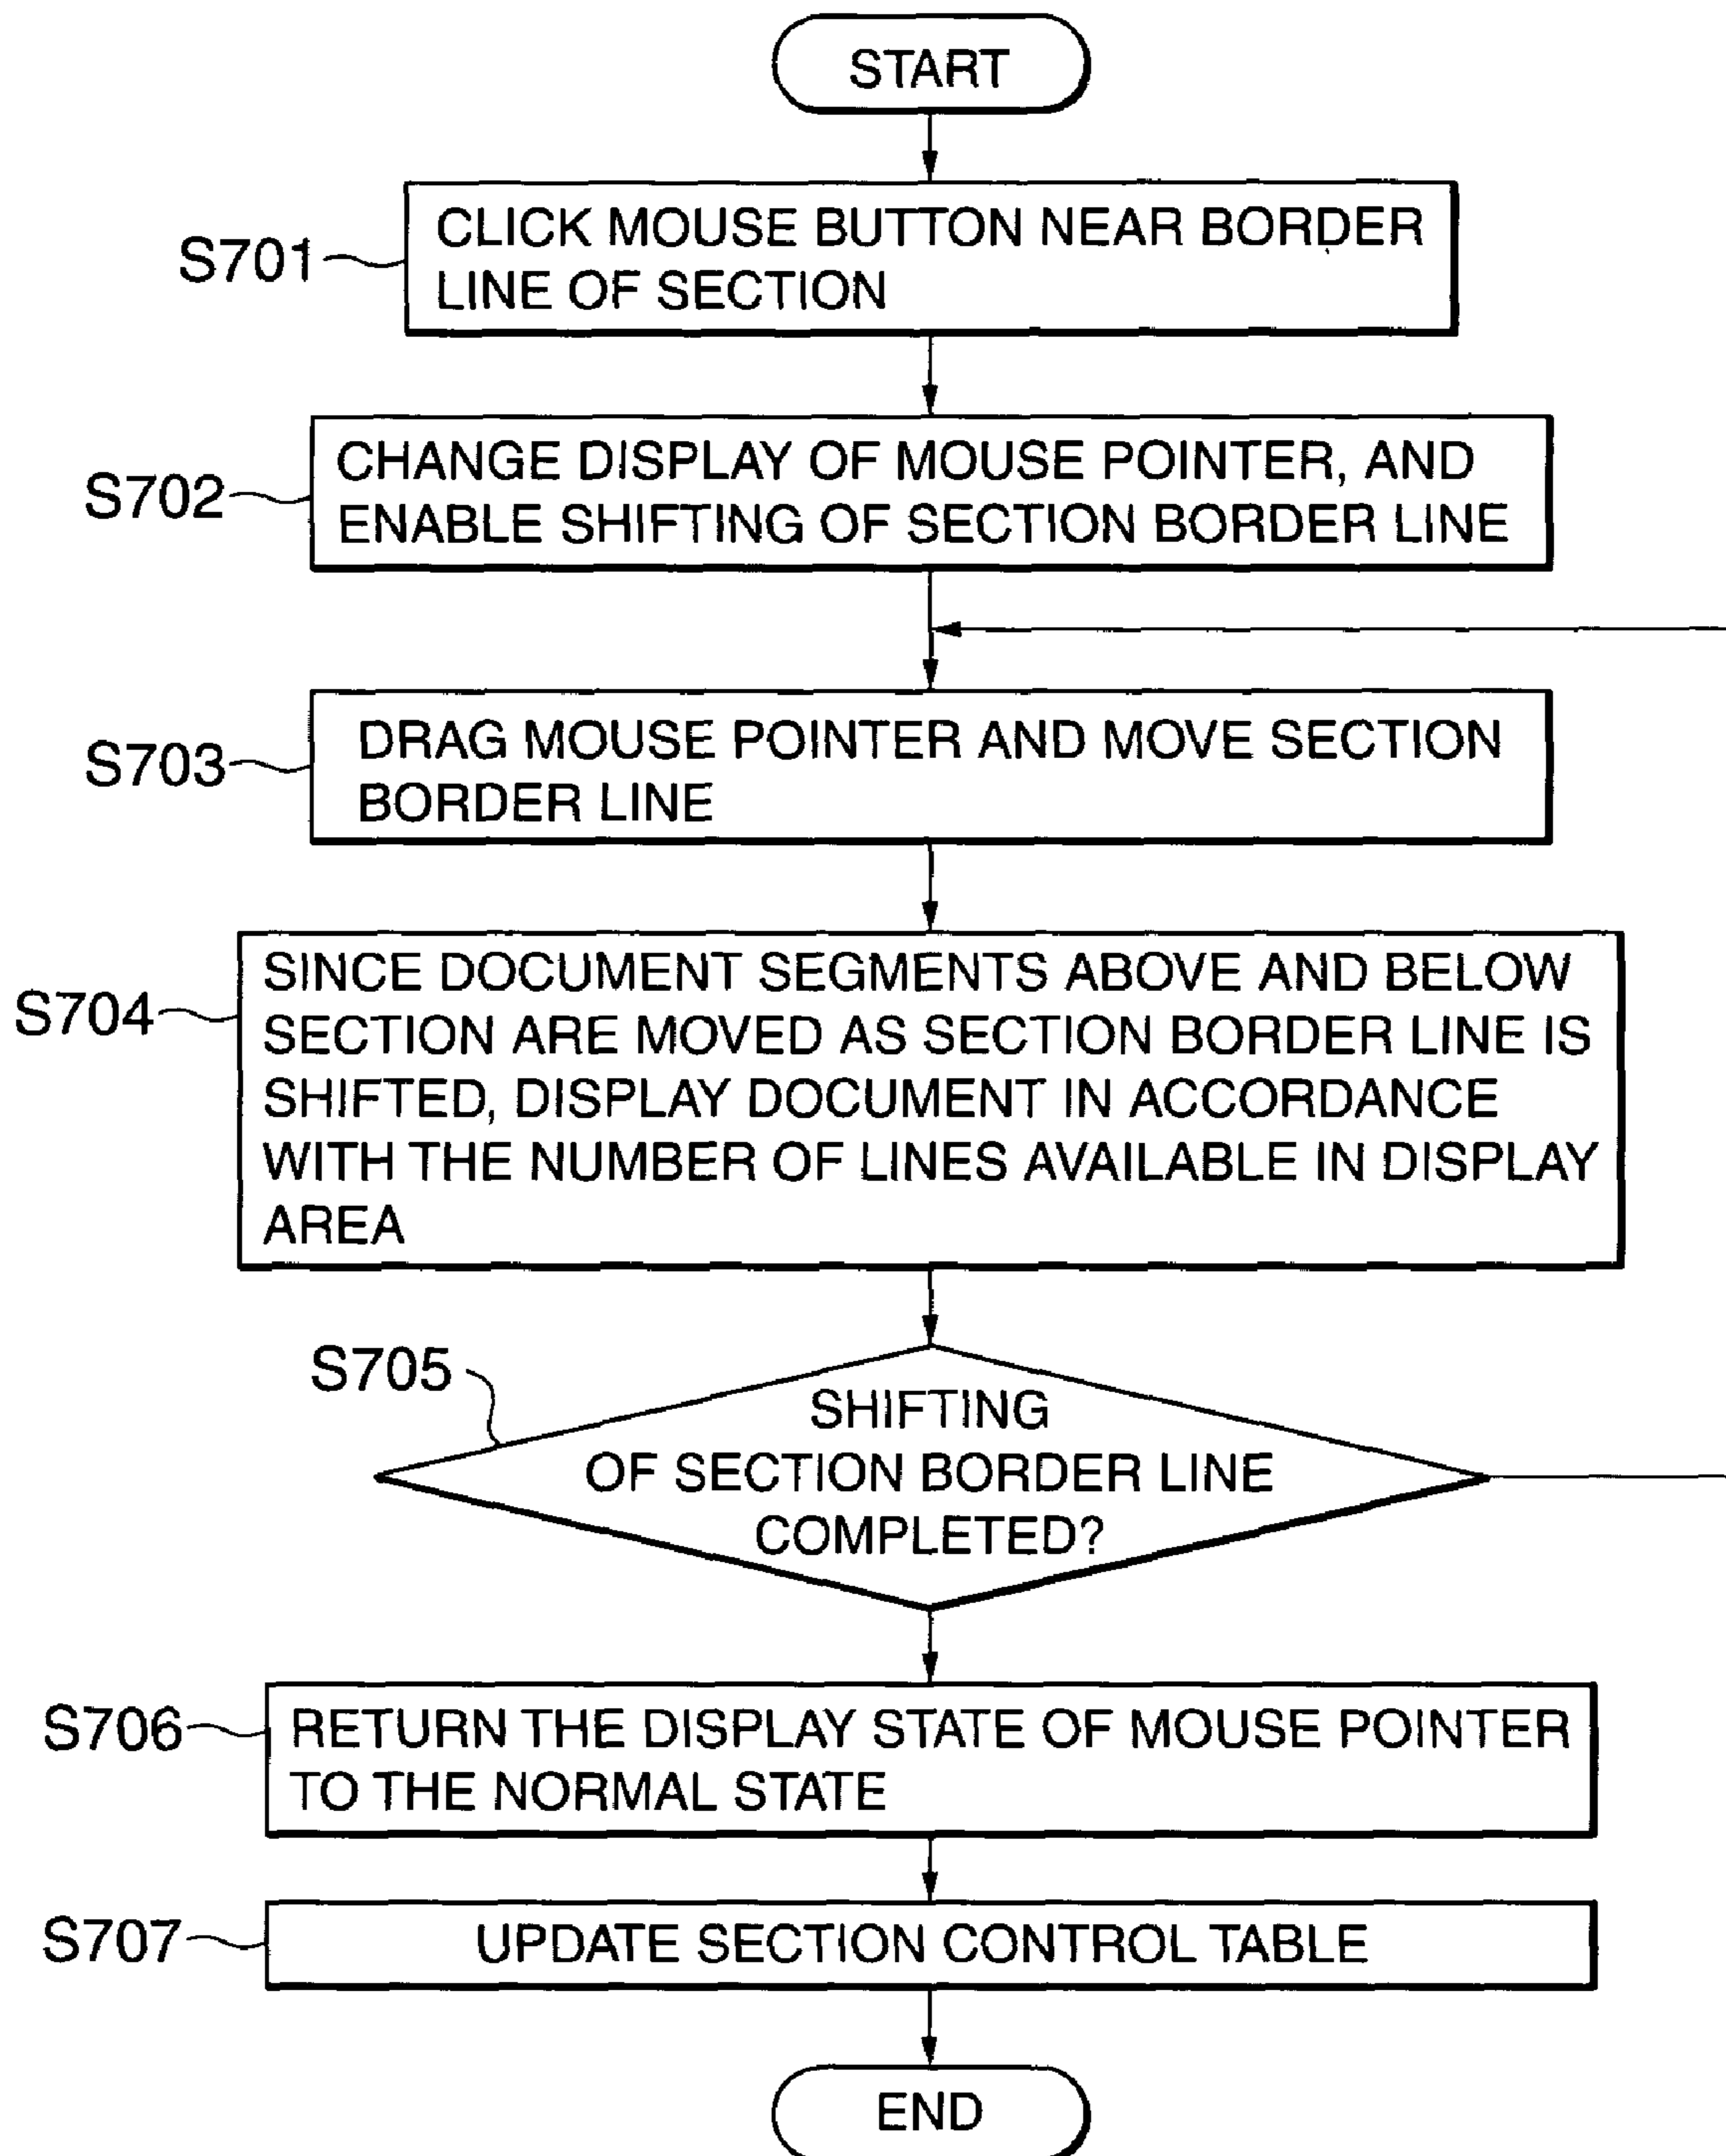 START
S701
CLICK MOUSE BUTTON NEAR BORDER
LINE OF SECTION
S702
CHANGE DISPLAY OF MOUSE POINTER, AND
ENABLE SHIFTING OF SECTION BORDER LINE
S703
DRAG MOUSE POINTER AND MOVE SECTION
BORDER LINE
S704
SINCE DOCUMENT SEGMENTS ABOVE AND BELOW
SECTION ARE MOVED AS SECTION BORDER LINE IS
SHIFTED, DISPLAY DOCUMENT IN ACCORDANCE
WITH THE NUMBER OF LINES AVAILABLE IN DISPLAY
AREA
S705
SHIFTING
OF SECTION BORDER LINE
COMPLETED?
S706
RETURN THE DISPLAY STATE OF MOUSE POINTER
TO THE NORMAL STATE
S707
UPDATE SECTION CONTROL TABLE
END